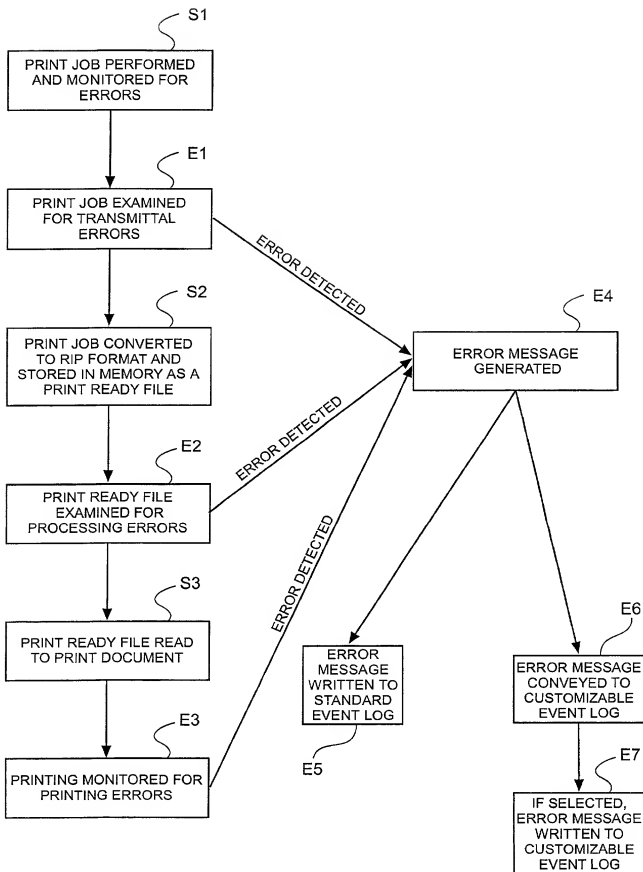 S1
PRINT JOB PERFORMED
AND MONITORED FOR
ERRORS
E1
PRINT JOB EXAMINED
FOR TRANSMITTAL
ERRORS
ERROR DETECTED
S2
PRINT JOB CONVERTED
TO RIP FORMAT AND
STORED IN MEMORY AS A
PRINT READY FILE
E4
ERROR MESSAGE
GENERATED
ERROR DETECTED
E2
PRINT READY FILE
EXAMINED FOR
PROCESSING ERRORS
ERROR DETECTED
S3
PRINT READY FILE READ
TO PRINT DOCUMENT
E3
PRINTING MONITORED FOR
PRINTING ERRORS
ERROR
MESSAGE
WRITTEN TO
STANDARD
EVENT LOG
E5
E6
ERROR MESSAGE
CONVEYED TO
CUSTOMIZABLE
EVENT LOG
E7
IF SELECTED,
ERROR MESSAGE
WRITTEN TO
CUSTOMIZABLE
EVENT LOG